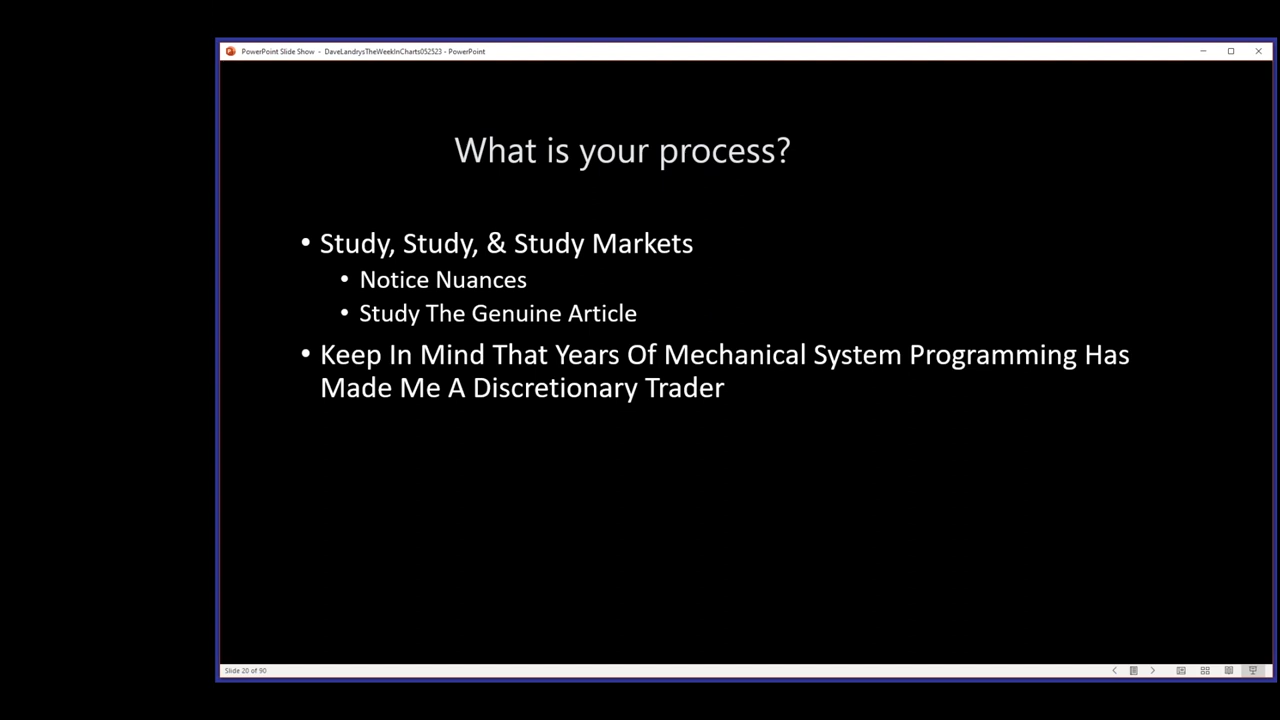 PowerPoint Slide Show - DaveLandrysTheWeekInCharts052523 - PowerPoint
What is your process?
• Study, Study, & Study Markets
• Notice Nuances
• Study The Genuine Article
• Keep In Mind That Years Of Mechanical System Programming Has
Made Me A Discretionary Trader
Slide 20 of 90